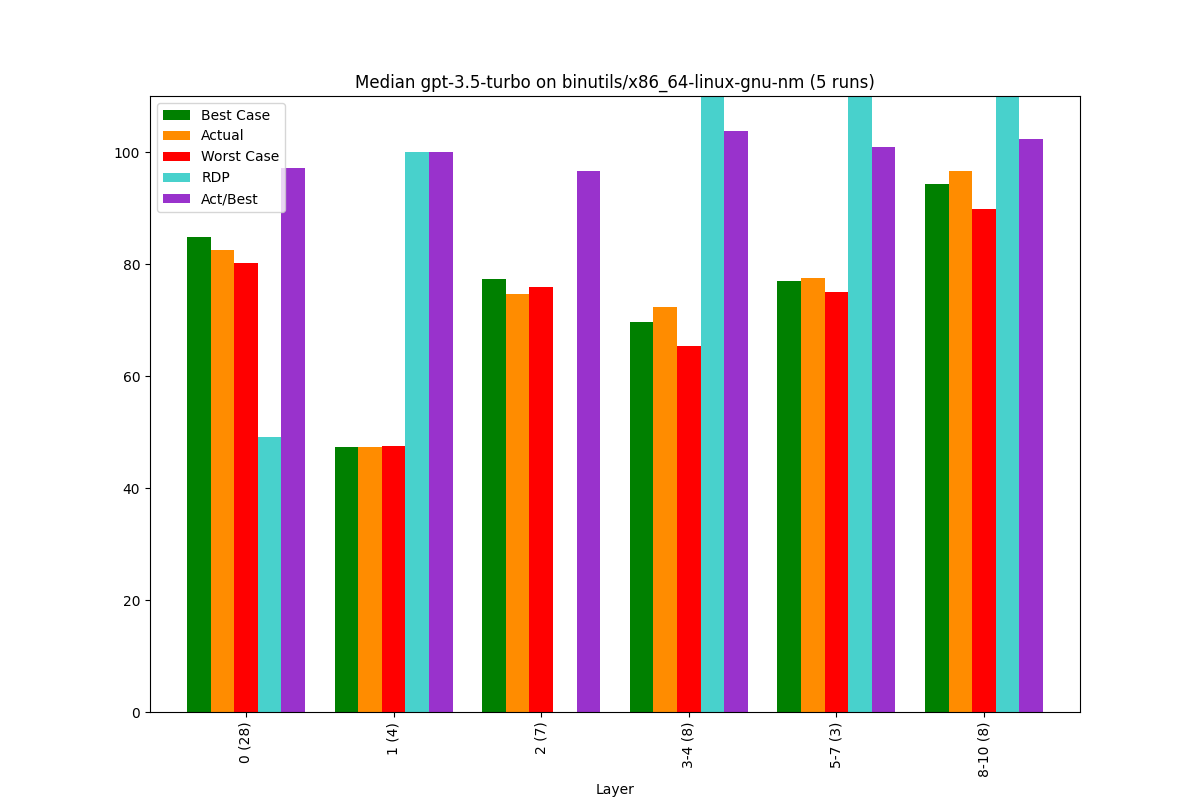 Median gpt-3.5-turbo on binutils/x86_64-linux-gnu-nm (5 runs)
Best Case
Actual
Worst Case
RDP
Act/Best
100
80
60
40
20
0
0 (28)
1 (4)
2 (7)
3-4 (8)
5-7 (3)
8-10 (8)
Layer